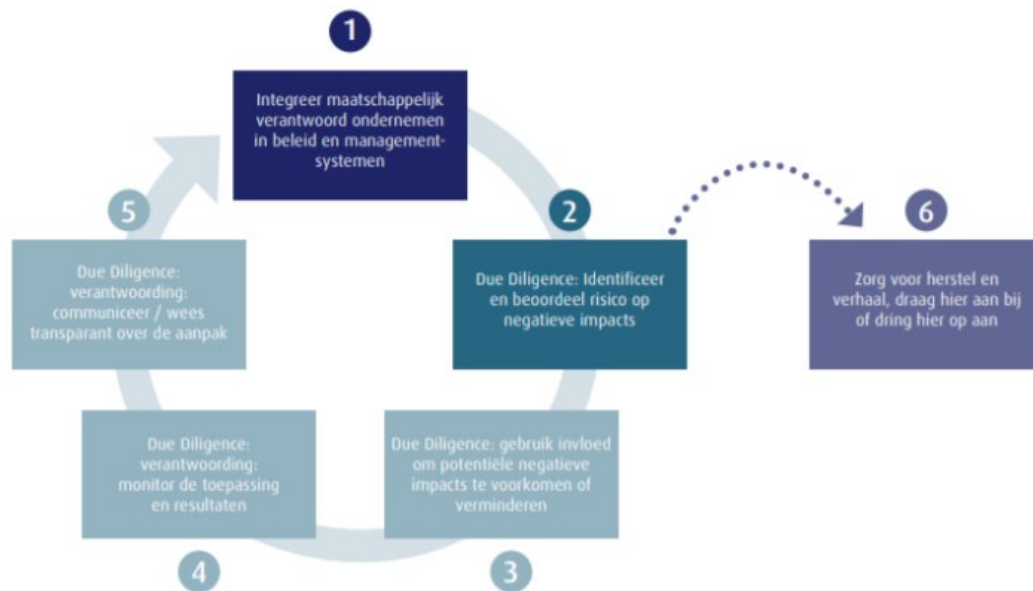 1
Integreer maatschappelijk
verantwoord ondernemen
in beleid en management-
systemen
2
Due Diligence: Identificeer
en beoordeel risico op
negatieve impacts
3
Due Diligence: gebruik invloed
om potentiële negatieve
impacts te voorkomen of
verminderen
4
Due Diligence:
verantwoording:
monitor de toepassing
en resultaten
5
Due Diligence:
verantwoording:
communiceer / wees
transparant over de aanpak
6
Zorg voor herstel en
verhaal, draag hier aan bij
of dring hier op aan